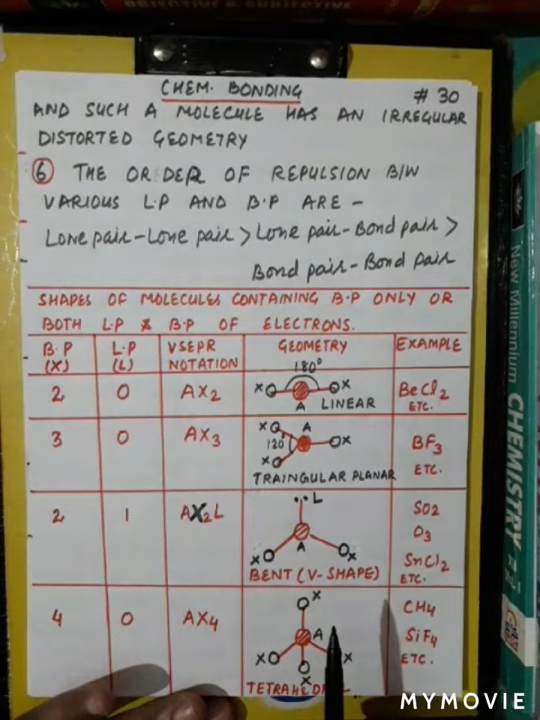 CHEM. BONDING
# 30
AND SUCH A MOLECULE HAS AN IRREGULAR
DISTORTED GEOMETRY
6 THE ORDER OF REPULSION B/W
VARIOUS L.P AND B.P ARE -
Lone pair - Lone pair > Lone pair - Bond pair >
Bond pair - Bond pair
SHAPES OF MOLECULES CONTAINING B.P ONLY OR
BOTH L.P & B.P OF ELECTRONS.
B.P (X) L.P (L) VSEPR NOTATION GEOMETRY EXAMPLE
2 0 AX2 180° X A X LINEAR BeCl2 ETC.
3 0 AX3 X A X 120° X TRAINGULAR PLANAR BF3 ETC.
2 1 AX2L L A X X BENT (V-SHAPE) SO2 O3 SnCl2 ETC.
4 0 AX4 X A X X X CH4 SiF4 ETC.
New Millennium
CHEMISTRY
MYMOVIE